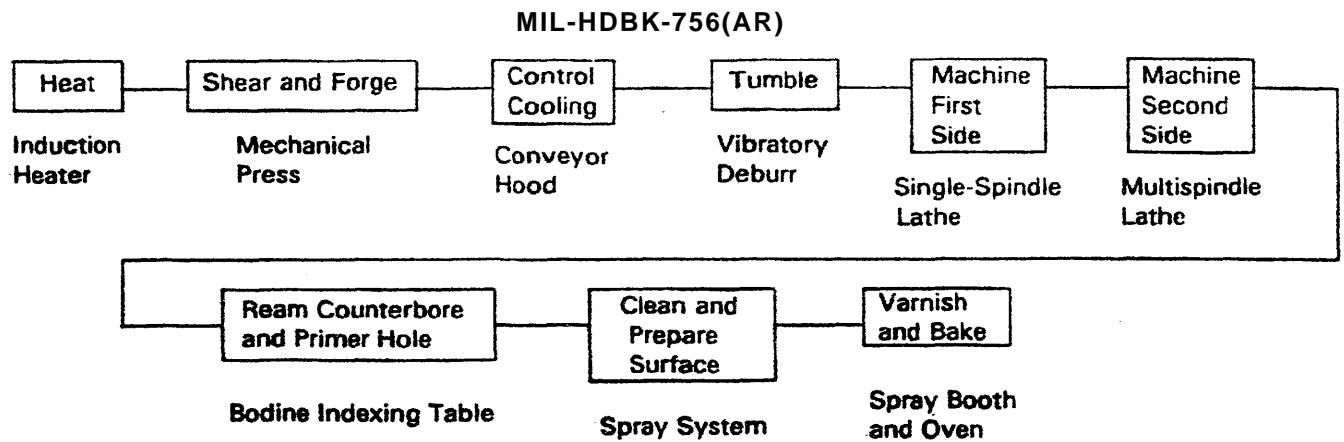 MIL-HDBK-756(AR)
Heat
Induction
Heater
Shear and Forge
Mechanical
Press
Control
Cooling
Conveyor
Hood
Tumble
Vibratory
Deburr
Machine
First
Side
Single-Spindle
Lathe
Machine
Second
Side
Multispindle
Lathe
Ream Counterbore
and Primer Hole
Bodine Indexing Table
Clean and
Prepare
Surface
Spray System
Varnish
and Bake
Spray Booth
and Oven